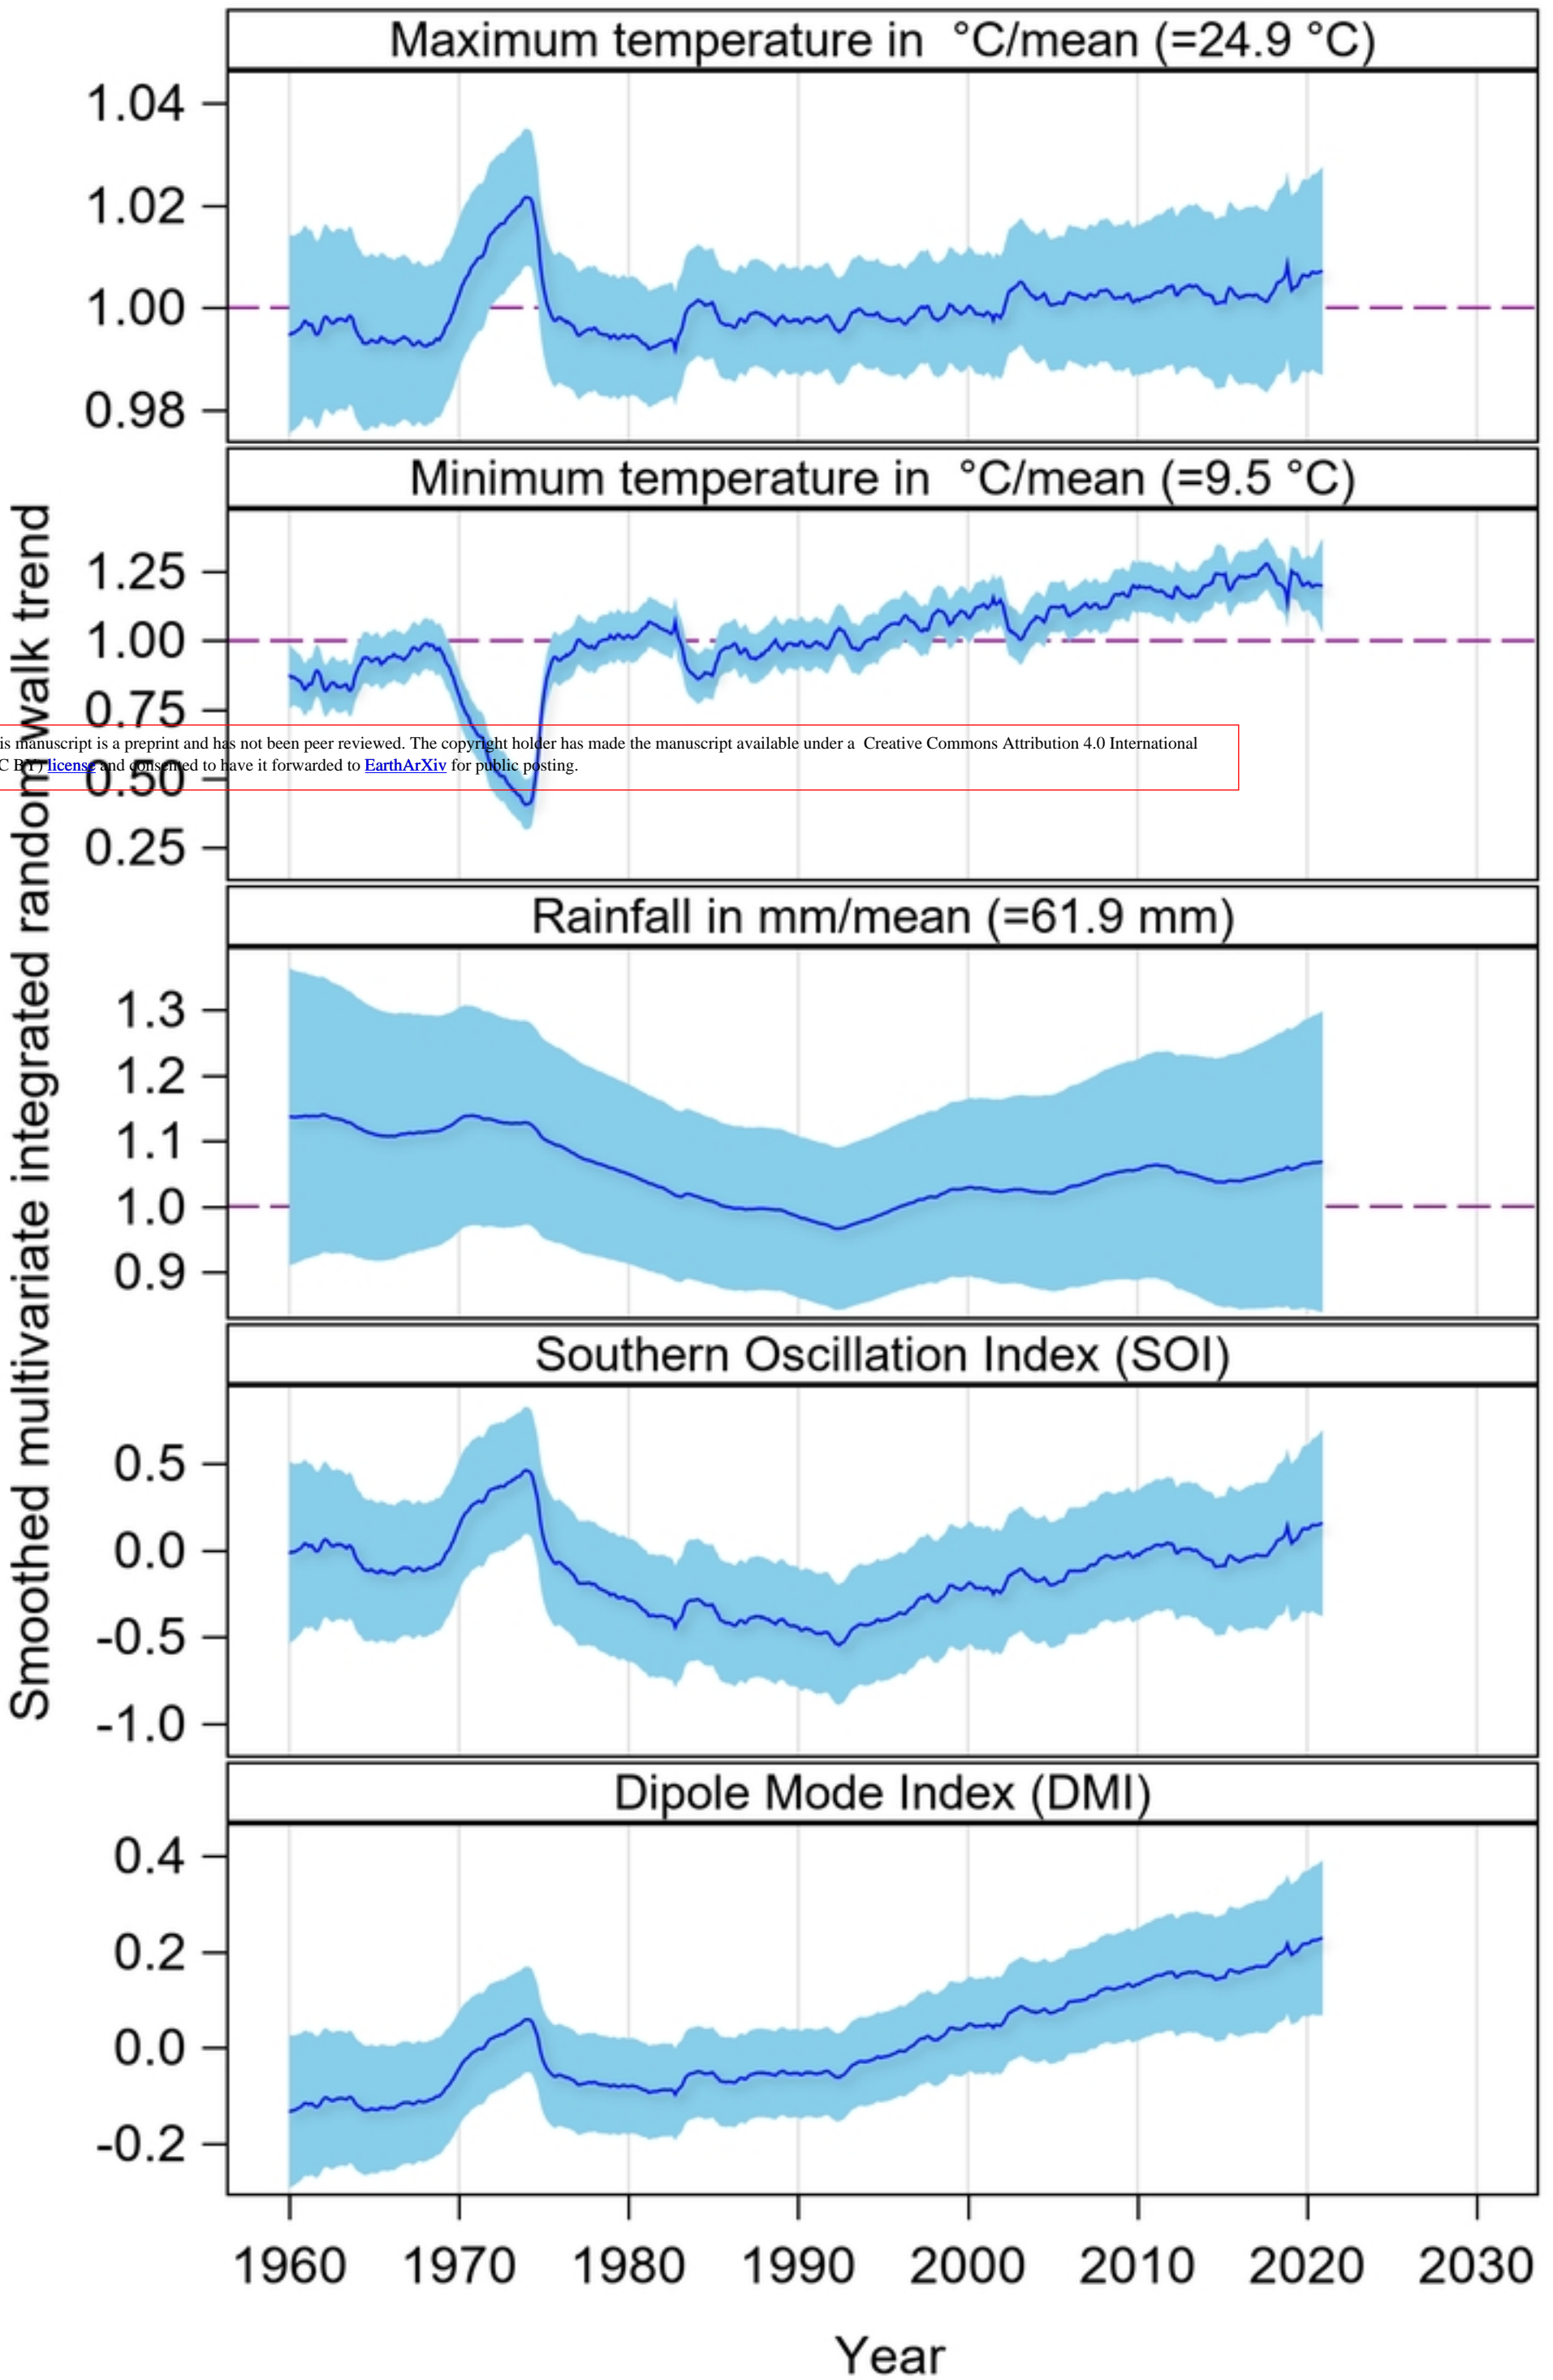 Maximum temperature in °C/mean (=24.9 °C)
1.04
1.02
1.00
0.98
Minimum temperature in °C/mean (=9.5 °C)
1.25
1.00
0.75
0.50
0.25
is manuscript is a preprint and has not been peer reviewed. The copyright holder has made the manuscript available under a Creative Commons Attribution 4.0 International
C BY) license and consented to have it forwarded to EarthArXiv for public posting.
Smoothed multivariate integrated random walk trend
Rainfall in mm/mean (=61.9 mm)
1.3
1.2
1.1
1.0
0.9
Southern Oscillation Index (SOI)
0.5
0.0
-0.5
-1.0
Dipole Mode Index (DMI)
0.4
0.2
0.0
-0.2
1960 1970 1980 1990 2000 2010 2020 2030
Year